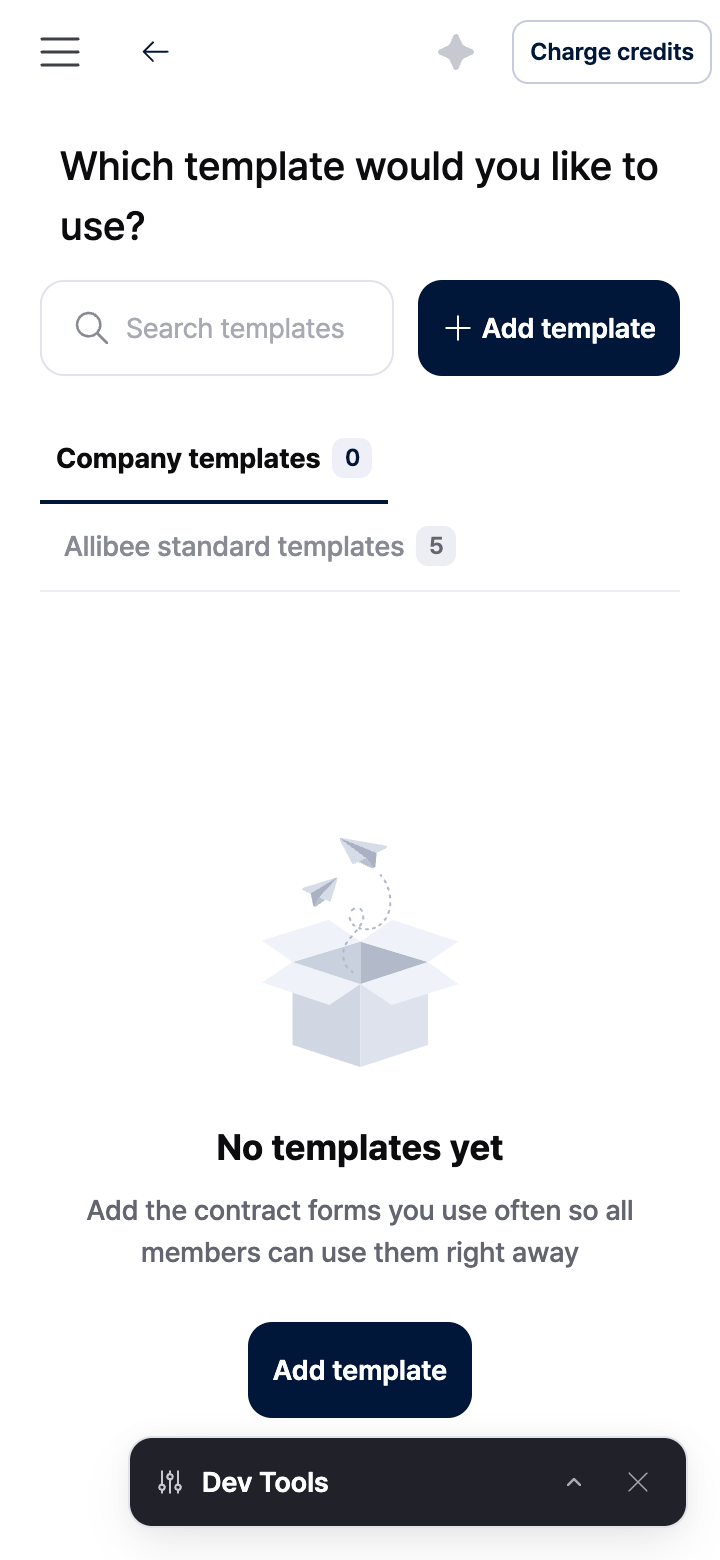 Charge credits
Which template would you like to
use?
Search templates
Add template
Company templates 0
Allibee standard templates 5
No templates yet
Add the contract forms you use often so all
members can use them right away
Add template
Dev Tools